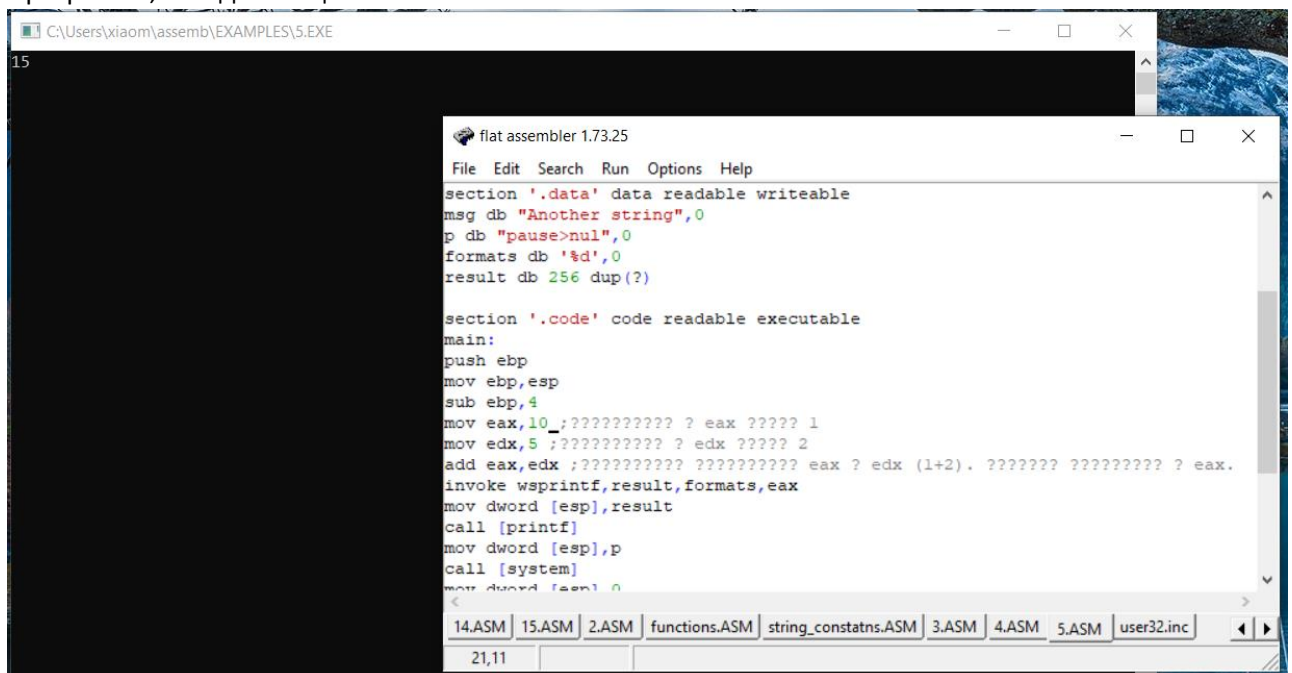 C:\Users\xiaom\assemb\EXAMPLES\5.EXE
15
flat assembler 1.73.25
File Edit Search Run Options Help
section '.data' data readable writeable
msg db "Another string",0
p db "pause>nul",0
formats db '%d',0
result db 256 dup(?)
section '.code' code readable executable
main:
push ebp
mov ebp,esp
sub ebp,4
mov eax,10 ;?????????? ? eax ????? 1
mov edx,5 ;?????????? ? edx ????? 2
add eax,edx ;?????????? ?????????? eax ? edx (1+2). ??????? ????????? ? eax.
invoke wsprintf,result,formats,eax
mov dword [esp],result
call [printf]
mov dword [esp],p
call [system]
mov dword [esp],0
14.ASM 15.ASM 2.ASM functions.ASM string_constatns.ASM 3.ASM 4.ASM 5.ASM user32.inc
21,11